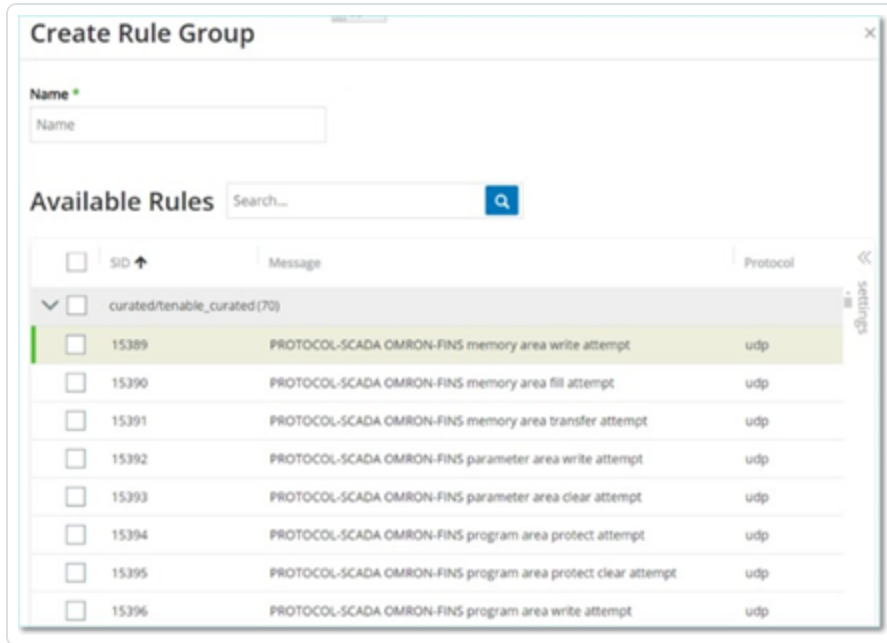 Create Rule Group
Name *
Name
Available Rules Search...
SID Message Protocol
settings
curated/tenable_curated (70)
15389 PROTOCOL-SCADA OMRON-FINS memory area write attempt udp
15390 PROTOCOL-SCADA OMRON-FINS memory area fill attempt udp
15391 PROTOCOL-SCADA OMRON-FINS memory area transfer attempt udp
15392 PROTOCOL-SCADA OMRON-FINS parameter area write attempt udp
15393 PROTOCOL-SCADA OMRON-FINS parameter area clear attempt udp
15394 PROTOCOL-SCADA OMRON-FINS program area protect attempt udp
15395 PROTOCOL-SCADA OMRON-FINS program area protect clear attempt udp
15396 PROTOCOL-SCADA OMRON-FINS program area write attempt udp